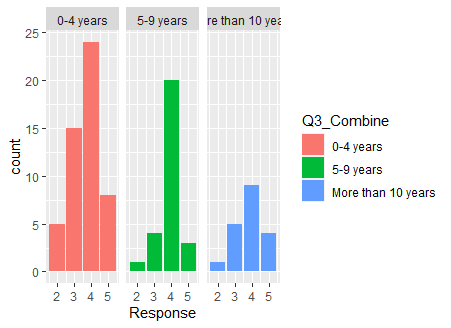 0-4 years
5-9 years
re than 10 yea
25
20
15
10
5
0
count
2 3 4 5
2 3 4 5
2 3 4 5
Response
Q3_Combine
0-4 years
5-9 years
More than 10 years